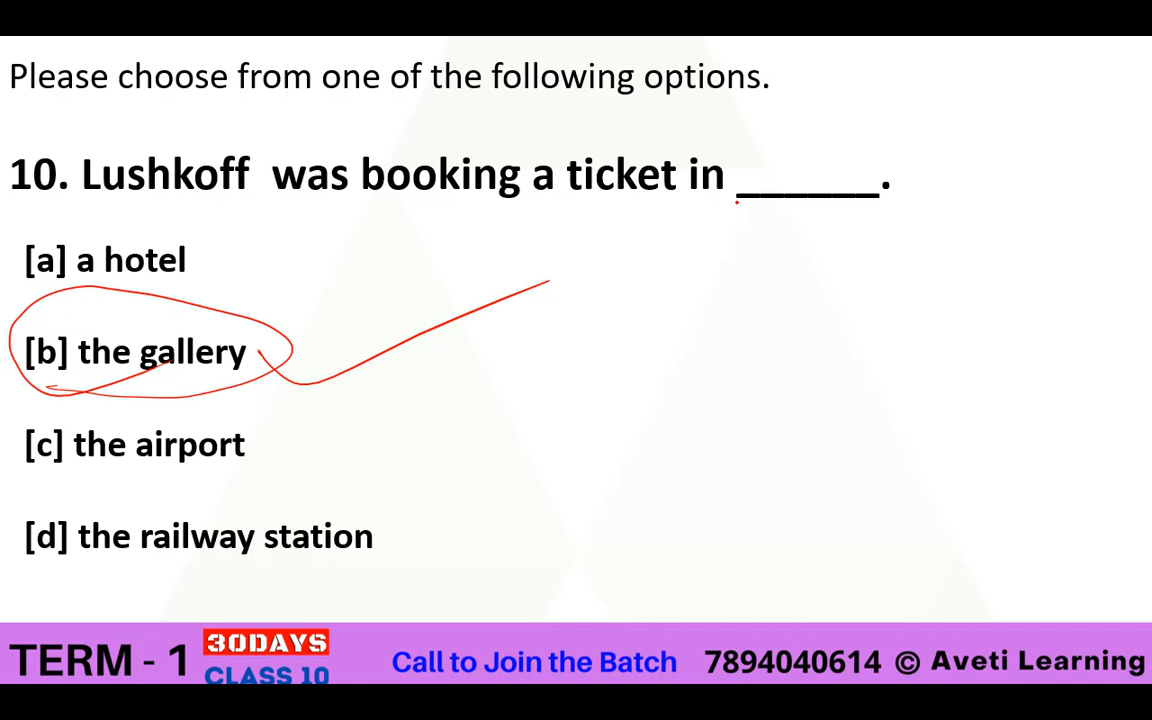 Please choose from one of the following options.
10. Lushkoff was booking a ticket in ______.
[a] a hotel
[b] the gallery
[c] the airport
[d] the railway station
TERM - 1 30DAYS CLASS 10 Call to Join the Batch 7894040614 © Aveti Learning